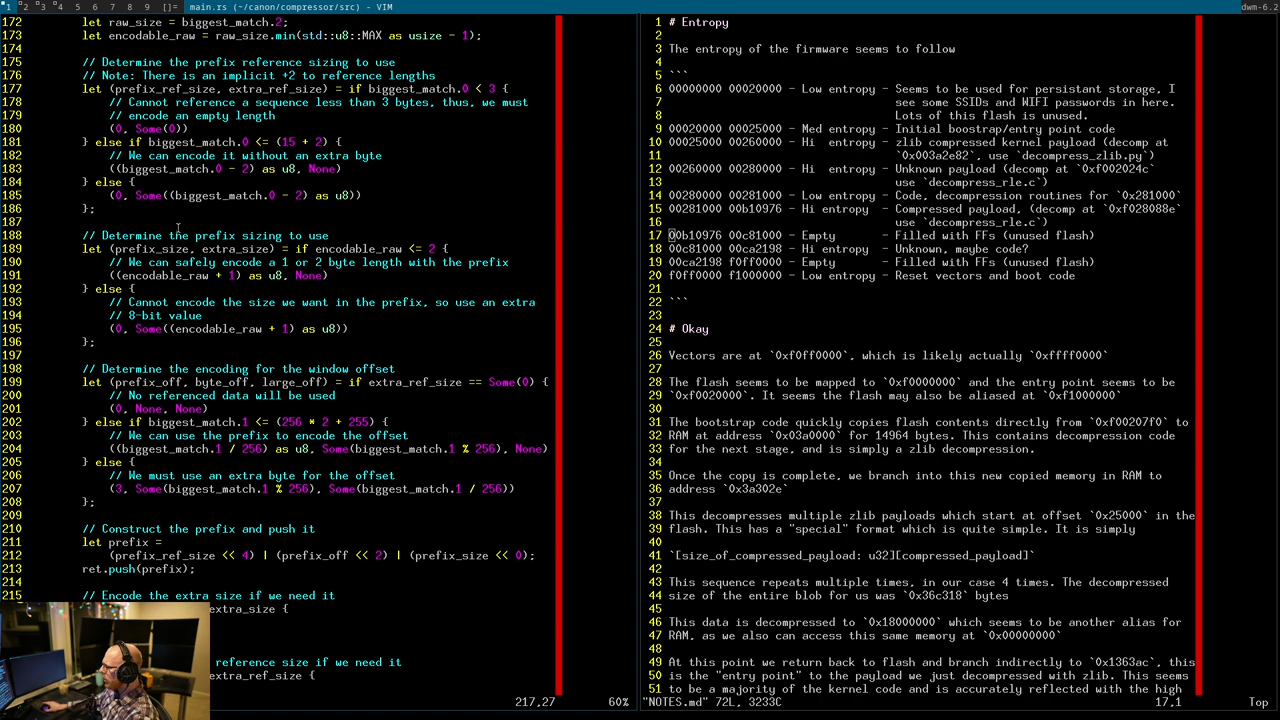 1 2 3 4 5 6 7 8 9 []= main.rs (~/canon/compressor/src) - VIM dwm-6.2
172 let raw_size = biggest_match.2;
173 let encodable_raw = raw_size.min(std::u8::MAX as usize - 1);
174
175 // Determine the prefix reference sizing to use
176 // Note: There is an implicit +2 to reference lengths
177 let (prefix_ref_size, extra_ref_size) = if biggest_match.0 < 3 {
178 // Cannot reference a sequence less than 3 bytes, thus, we must
179 // encode an empty length
180 (0, Some(0))
181 } else if biggest_match.0 <= (15 + 2) {
182 // We can encode it without an extra byte
183 ((biggest_match.0 - 2) as u8, None)
184 } else {
185 (0, Some((biggest_match.0 - 2) as u8))
186 };
187
188 // Determine the prefix sizing to use
189 let (prefix_size, extra_size) = if encodable_raw <= 2 {
190 // We can safely encode a 1 or 2 byte length with the prefix
191 ((encodable_raw + 1) as u8, None)
192 } else {
193 // Cannot encode the size we want in the prefix, so use an extra
194 // 8-bit value
195 (0, Some((encodable_raw + 1) as u8))
196 };
197
198 // Determine the encoding for the window offset
199 let (prefix_off, byte_off, large_off) = if extra_ref_size == Some(0) {
200 // No referenced data will be used
201 (0, None, None)
202 } else if biggest_match.1 <= (256 * 2 + 255) {
203 // We can use the prefix to encode the offset
204 ((biggest_match.1 / 256) as u8, Some(biggest_match.1 % 256), None)
205 } else {
206 // We must use an extra byte for the offset
207 (3, Some(biggest_match.1 % 256), Some(biggest_match.1 / 256))
208 };
209
210 // Construct the prefix and push it
211 let prefix =
212 (prefix_ref_size << 4) | (prefix_off << 2) | (prefix_size << 0);
213 ret.push(prefix);
214
215 // Encode the extra size if we need it
extra_size {
reference size if we need it
extra_ref_size {
217,27 60%
1 # Entropy
2
3 The entropy of the firmware seems to follow
4
5 ```
6 00000000 00020000 - Low entropy - Seems to be used for persistant storage, I
7 see some SSIDs and WIFI passwords in here.
8 Lots of this flash is unused.
9 00020000 00025000 - Med entropy - Initial boostrap/entry point code
10 00025000 00260000 - Hi entropy - zlib compressed kernel payload (decomp at
11 `0x003a2e82`, use `decompress_zlib.py`)
12 00260000 00280000 - Hi entropy - Unknown payload (decomp at `0xf002024c`
13 use `decompress_rle.c`)
14 00280000 00281000 - Low entropy - Code, decompression routines for `0x281000`
15 00281000 00b10976 - Hi entropy - Compressed payload, (decomp at `0xf028088e`
16 use `decompress_rle.c`)
17 00b10976 00c81000 - Empty - Filled with FFs (unused flash)
18 00c81000 00ca2198 - Hi entropy - Unknown, maybe code?
19 00ca2198 f0ff0000 - Empty - Filled with FFs (unused flash)
20 f0ff0000 f1000000 - Low entropy - Reset vectors and boot code
21
22 ```
23
24 # Okay
25
26 Vectors are at `0xf0ff0000`, which is likely actually `0xffff0000`
27
28 The flash seems to be mapped to `0xf0000000` and the entry point seems to be
29 `0xf0020000`. It seems the flash may also be aliased at `0xf1000000`
30
31 The bootstrap code quickly copies flash contents directly from `0xf00207f0` to
32 RAM at address `0x03a0000` for 14964 bytes. This contains decompression code
33 for the next stage, and is simply a zlib decompression.
34
35 Once the copy is complete, we branch into this new copied memory in RAM to
36 address `0x3a302e`
37
38 This decompresses multiple zlib payloads which start at offset `0x25000` in the
39 flash. This has a "special" format which is quite simple. It is simply
40
41 `[size_of_compressed_payload: u32][compressed_payload]`
42
43 This sequence repeats multiple times, in our case 4 times. The decompressed
44 size of the entire blob for us was `0x36c318` bytes
45
46 This data is decompressed to `0x18000000` which seems to be another alias for
47 RAM, as we also can access this same memory at `0x00000000`
48
49 At this point we return back to flash and branch indirectly to `0x1363ac`, this
50 is the "entry point" to the payload we just decompressed with zlib. This seems
51 to be a majority of the kernel code and is accurately reflected with the high
"NOTES.md" 72L, 3233C 17,1 Top